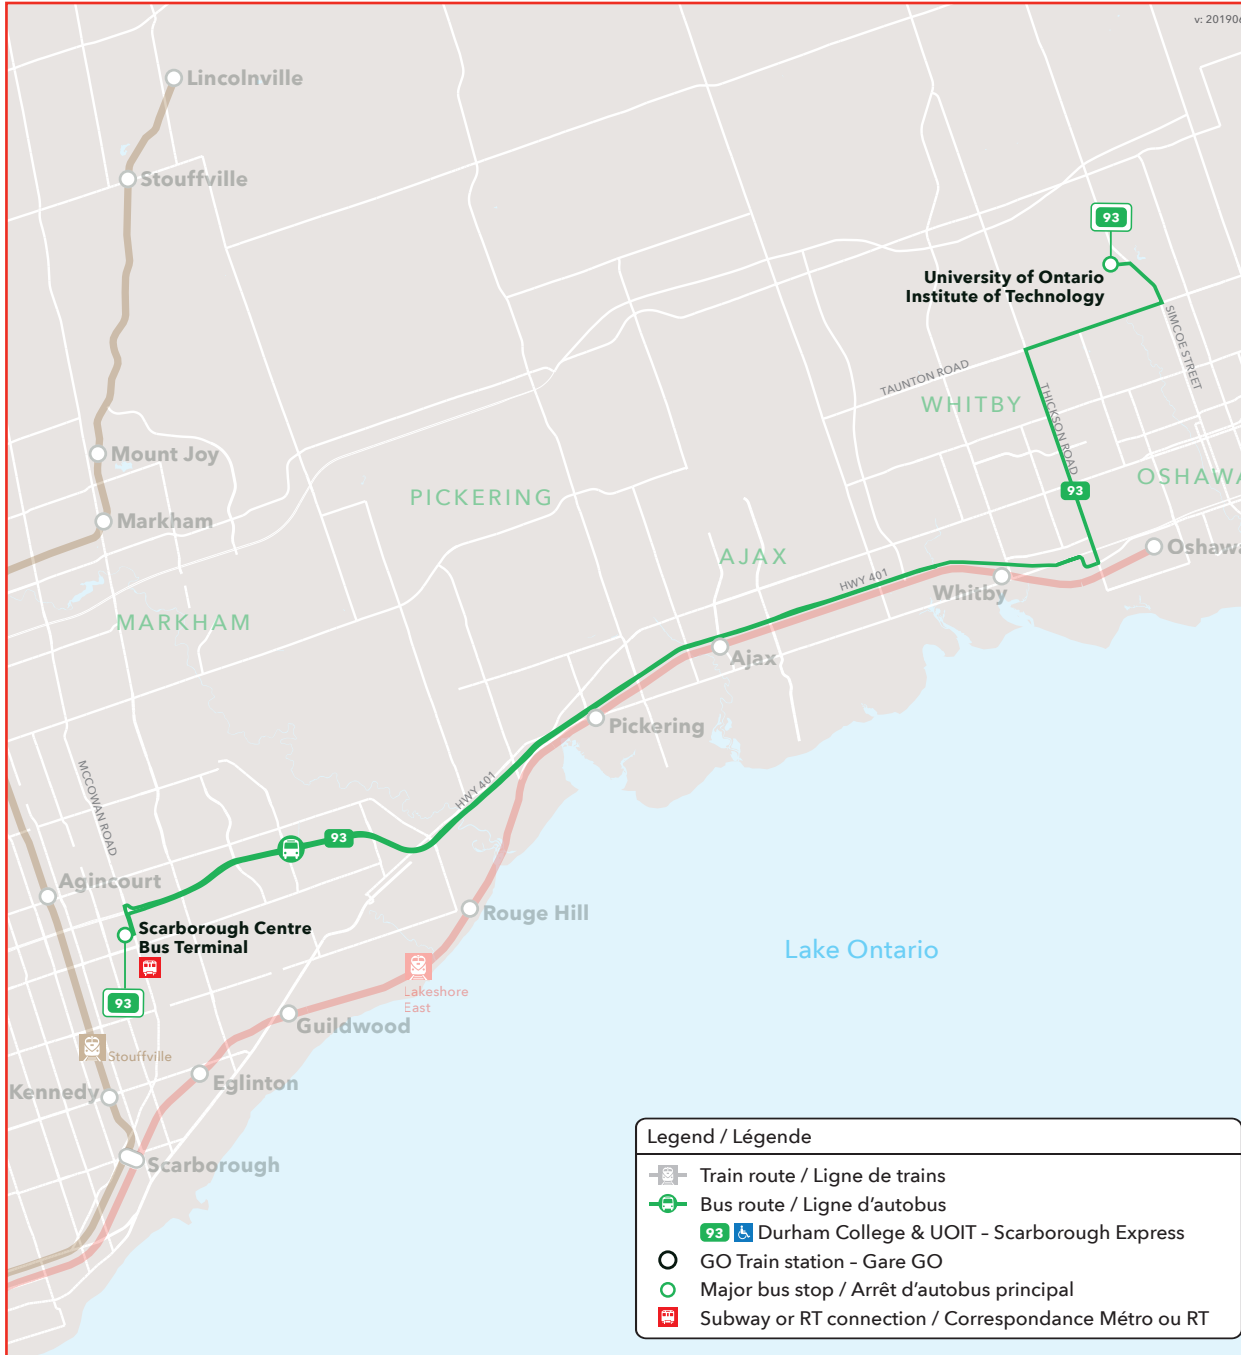 v: 20190
Lincolnville
Stouffville
93
University of Ontario
Institute of Technology
SIMCOE STREET
TAUNTON ROAD
WHITBY
THICKSON ROAD
Mount Joy
OSHAWA
93
PICKERING
Markham
Oshawa
AJAX
HWY 401
Whitby
MARKHAM
Ajax
Pickering
MCCOWAN ROAD
HWY 401
93
Agincourt
Rouge Hill
Scarborough Centre
Bus Terminal
Lake Ontario
93
Lakeshore
East
Guildwood
Stouffville
Eglinton
Kennedy
Scarborough
Legend / Légende
Train route / Ligne de trains
Bus route / Ligne d'autobus
93 Durham College & UOIT – Scarborough Express
GO Train station – Gare GO
Major bus stop / Arrêt d'autobus principal
Subway or RT connection / Correspondance Métro ou RT